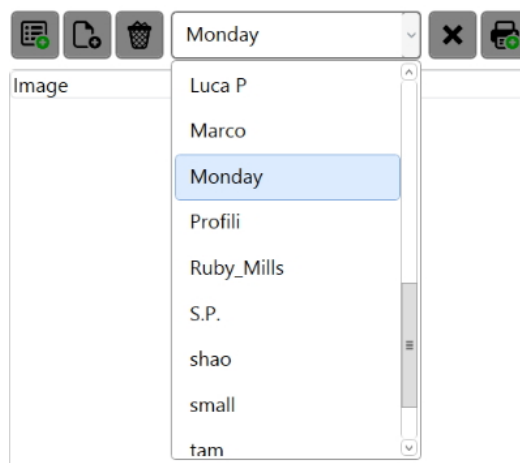 Monday
Image
Luca P
Marco
Monday
Profili
Ruby_Mills
S.P.
shao
small
tam